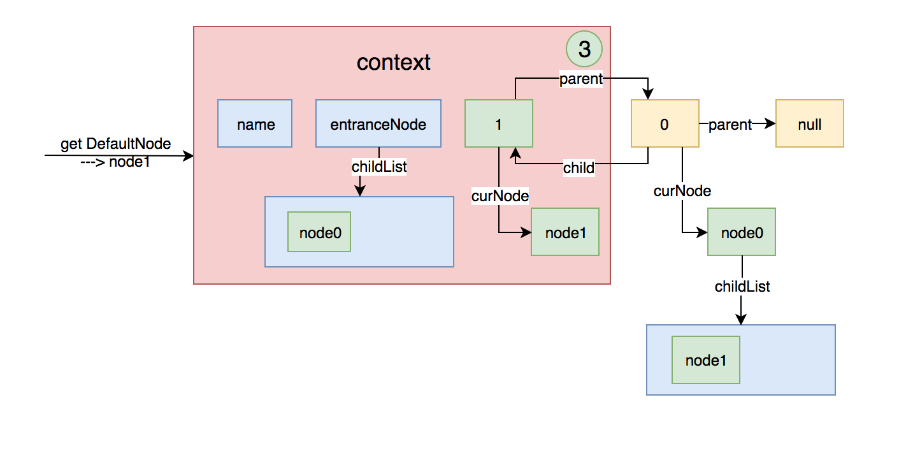 3
context
parent
name
entranceNode
1
0
parent
null
get DefaultNode
---> node1
childList
child
curNode
curNode
node0
node1
node0
childList
node1